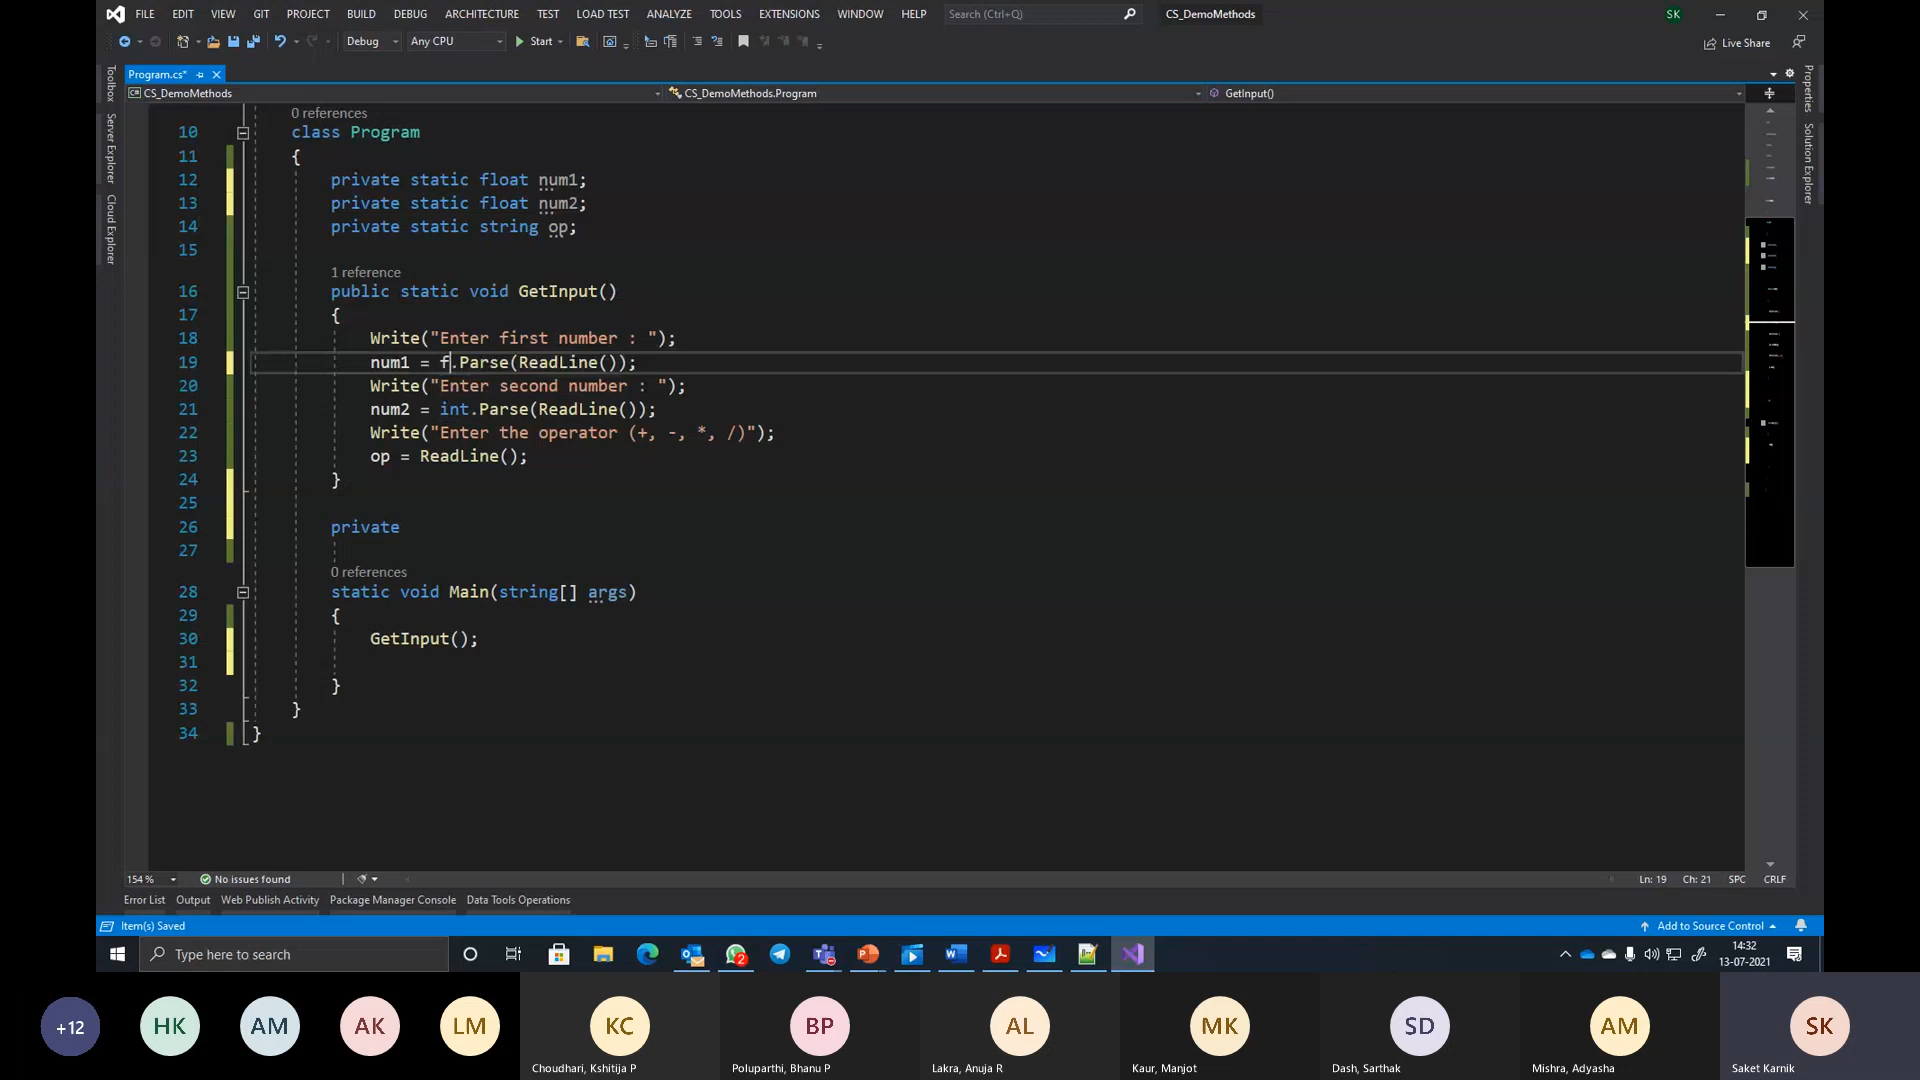 FILE EDIT VIEW GIT PROJECT BUILD DEBUG ARCHITECTURE TEST LOAD TEST ANALYZE TOOLS EXTENSIONS WINDOW HELP Search (Ctrl+Q) CS_DemoMethods SK
Debug Any CPU Start Live Share
Program.cs*
CS_DemoMethods CS_DemoMethods.Program GetInput()
Toolbox
Server Explorer
Cloud Explorer
Properties
Solution Explorer
0 references
10 class Program
11 {
12 private static float num1;
13 private static float num2;
14 private static string op;
15
1 reference
16 public static void GetInput()
17 {
18 Write("Enter first number : ");
19 num1 = f.Parse(ReadLine());
20 Write("Enter second number : ");
21 num2 = int.Parse(ReadLine());
22 Write("Enter the operator (+, -, *, /)");
23 op = ReadLine();
24 }
25
26 private
27
0 references
28 static void Main(string[] args)
29 {
30 GetInput();
31
32 }
33 }
34 }
154 % No issues found Ln: 19 Ch: 21 SPC CRLF
Error List Output Web Publish Activity Package Manager Console Data Tools Operations
Item(s) Saved Add to Source Control
Type here to search 2 14:32
13-07-2021
+12 HK AM AK LM KC BP AL MK SD AM SK
Choudhari, Kshitija P Poluparthi, Bhanu P Lakra, Anuja R Kaur, Manjot Dash, Sarthak Mishra, Adyasha Saket Karnik